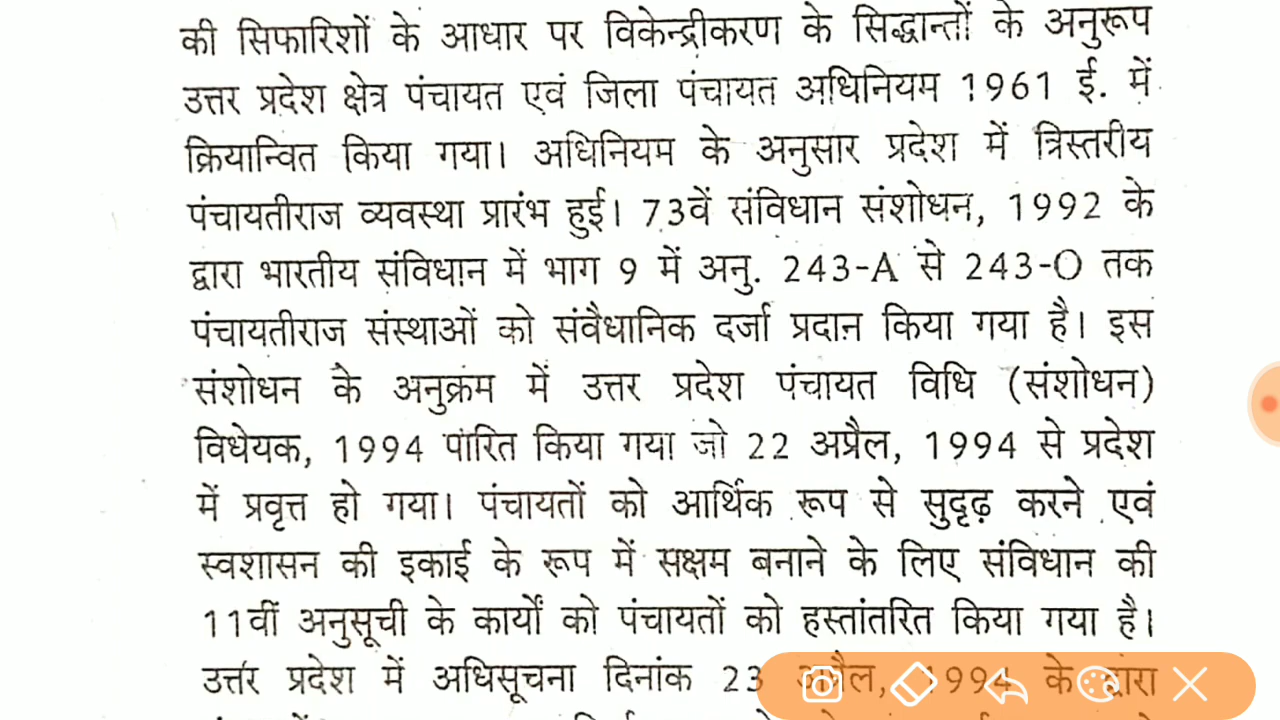 की सिफारिशों के आधार पर विकेन्द्रीकरण के सिद्धान्तों के अनुरूप
उत्तर प्रदेश क्षेत्र पंचायत एवं जिला पंचायत अधिनियम 1961 ई. में
क्रियान्वित किया गया। अधिनियम के अनुसार प्रदेश में त्रिस्तरीय
पंचायतीराज व्यवस्था प्रारंभ हुई। 73वें संविधान संशोधन, 1992 के
द्वारा भारतीय संविधान में भाग 9 में अनु. 243-A से 243-O तक
पंचायतीराज संस्थाओं को संवैधानिक दर्जा प्रदान किया गया है। इस
संशोधन के अनुक्रम में उत्तर प्रदेश पंचायत विधि (संशोधन)
विधेयक, 1994 पारित किया गया जो 22 अप्रैल, 1994 से प्रदेश
में प्रवृत्त हो गया। पंचायतों को आर्थिक रूप से सुदृढ़ करने एवं
स्वशासन की इकाई के रूप में सक्षम बनाने के लिए संविधान की
11वीं अनुसूची के कार्यों को पंचायतों को हस्तांतरित किया गया है।
उत्तर प्रदेश में अधिसूचना दिनांक 23 अप्रैल, 1994 के द्वारा